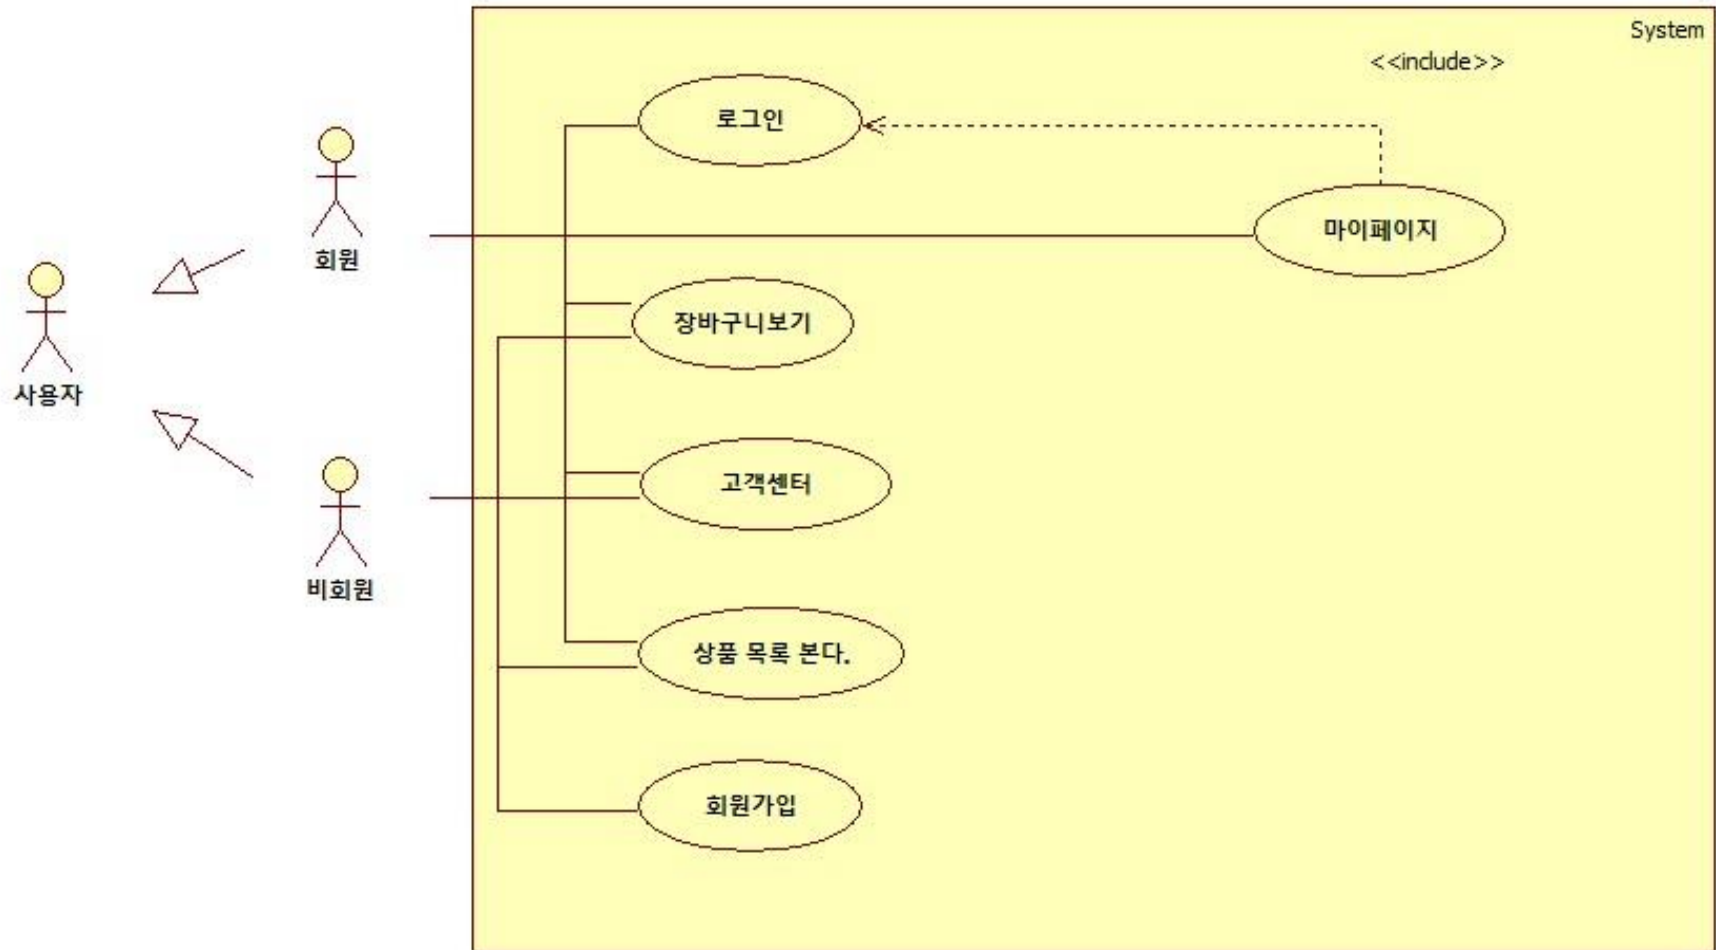 System
<<include>>
로그인
회원
마이페이지
사용자
장바구니보기
고객센터
비회원
상품 목록 본다.
회원가입